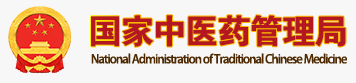 国家中医药管理局
National Administration of Traditional Chinese Medicine